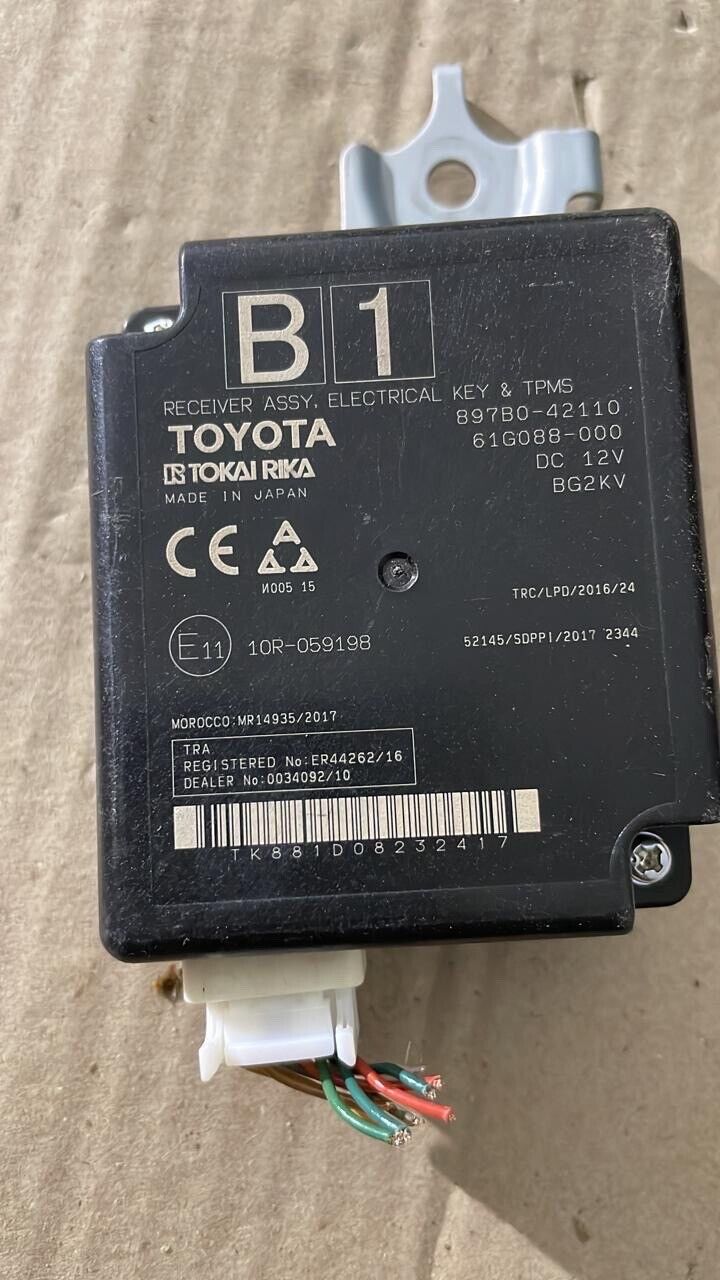 B 1
RECEIVER ASSY, ELECTRICAL KEY & TPMS
897B0-42110
TOYOTA
61G088-000
TOKAI RIKA
DC 12V
MADE IN JAPAN
BG2KV
CE
И005 15
TRC/LPD/2016/24
E11 10R-059198
52145/SDPPI/2017 2344
MOROCCO:MR14935/2017
TRA
REGISTERED No:ER44262/16
DEALER No:0034092/10
TK881D08232417